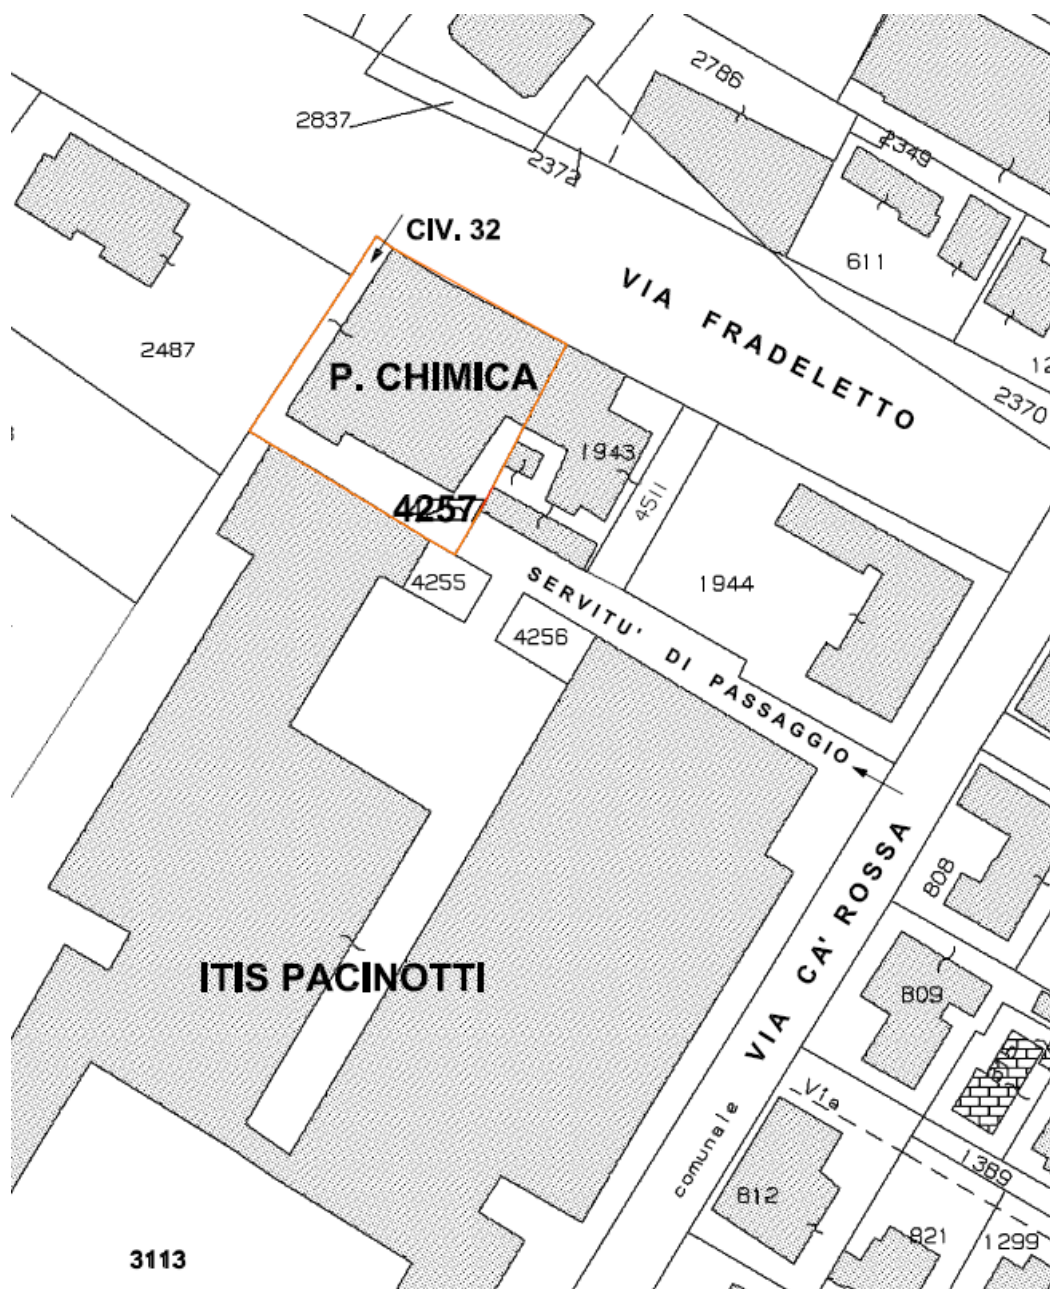 2786
2837
2349
2372
CIV. 32
611
VIA FRADELETTO
2487
P. CHIMICA
2370
1943
4511
4257
4255
1944
SERVITU' DI PASSAGGIO
4256
808
VIA CA' ROSSA
ITIS PACINOTTI
809
Via
comunale
1389
812
821
1299
3113